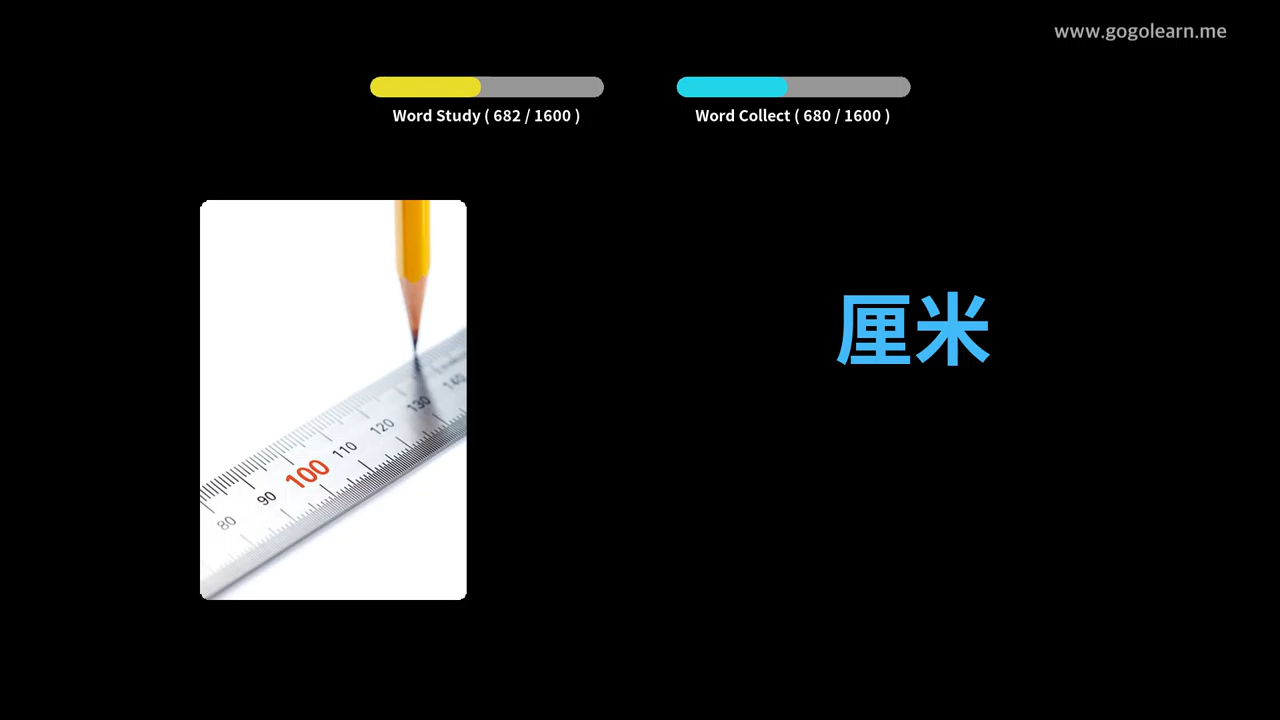 www.gogolearn.me
Word Study ( 682 / 1600 )
Word Collect ( 680 / 1600 )
厘米
80
90
100
110
120
130
140